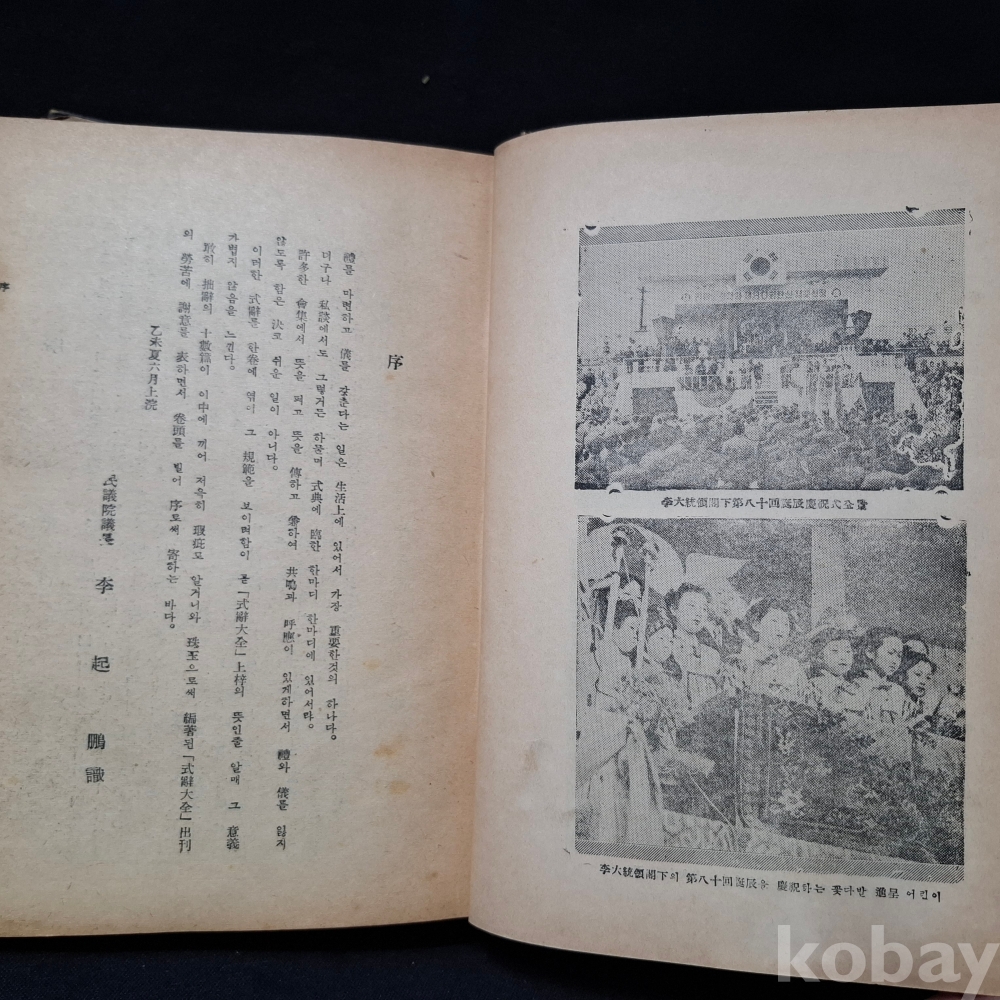 序
禮를 마련하고 儀를 갖춘다는 일은 生活上에 있어서 가장 重要한것의 하나다。
더구나 私談에서도 그렇거든 하물며 式典에 臨한 한마디 한마디에 있어서랴。
許多한 會集에서 뜻을 펴고 뜻을 傳하고 하여 共鳴과 呼應이 있게하면서 禮와 儀를 잃지
않도록 함은 決코 쉬운 일이 아니다。
이러한 式辭를 한卷에 엮어 그 規範을 보이려함이 곧 「式辭大全」上梓의 뜻인줄 알매 그 意義
가볍지 않음을 느낀다。
敢히 拙辭의 十數篇이 이中에 끼어 저윽히 瑕疵로 알거니와 珠玉으로써 編著된 「式辭大全」出刊
의 勞苦에 謝意를 表하면서 卷頭를 빌어 序로써 寄하는 바다。
乙未夏六月上浣
民議院議長 李起鵬 識
序
李大統領閣下第八十回誕辰慶祝式全景
李大統領閣下의 第八十回誕辰을 慶祝하는 꽃다발 進呈 어린이
kobay